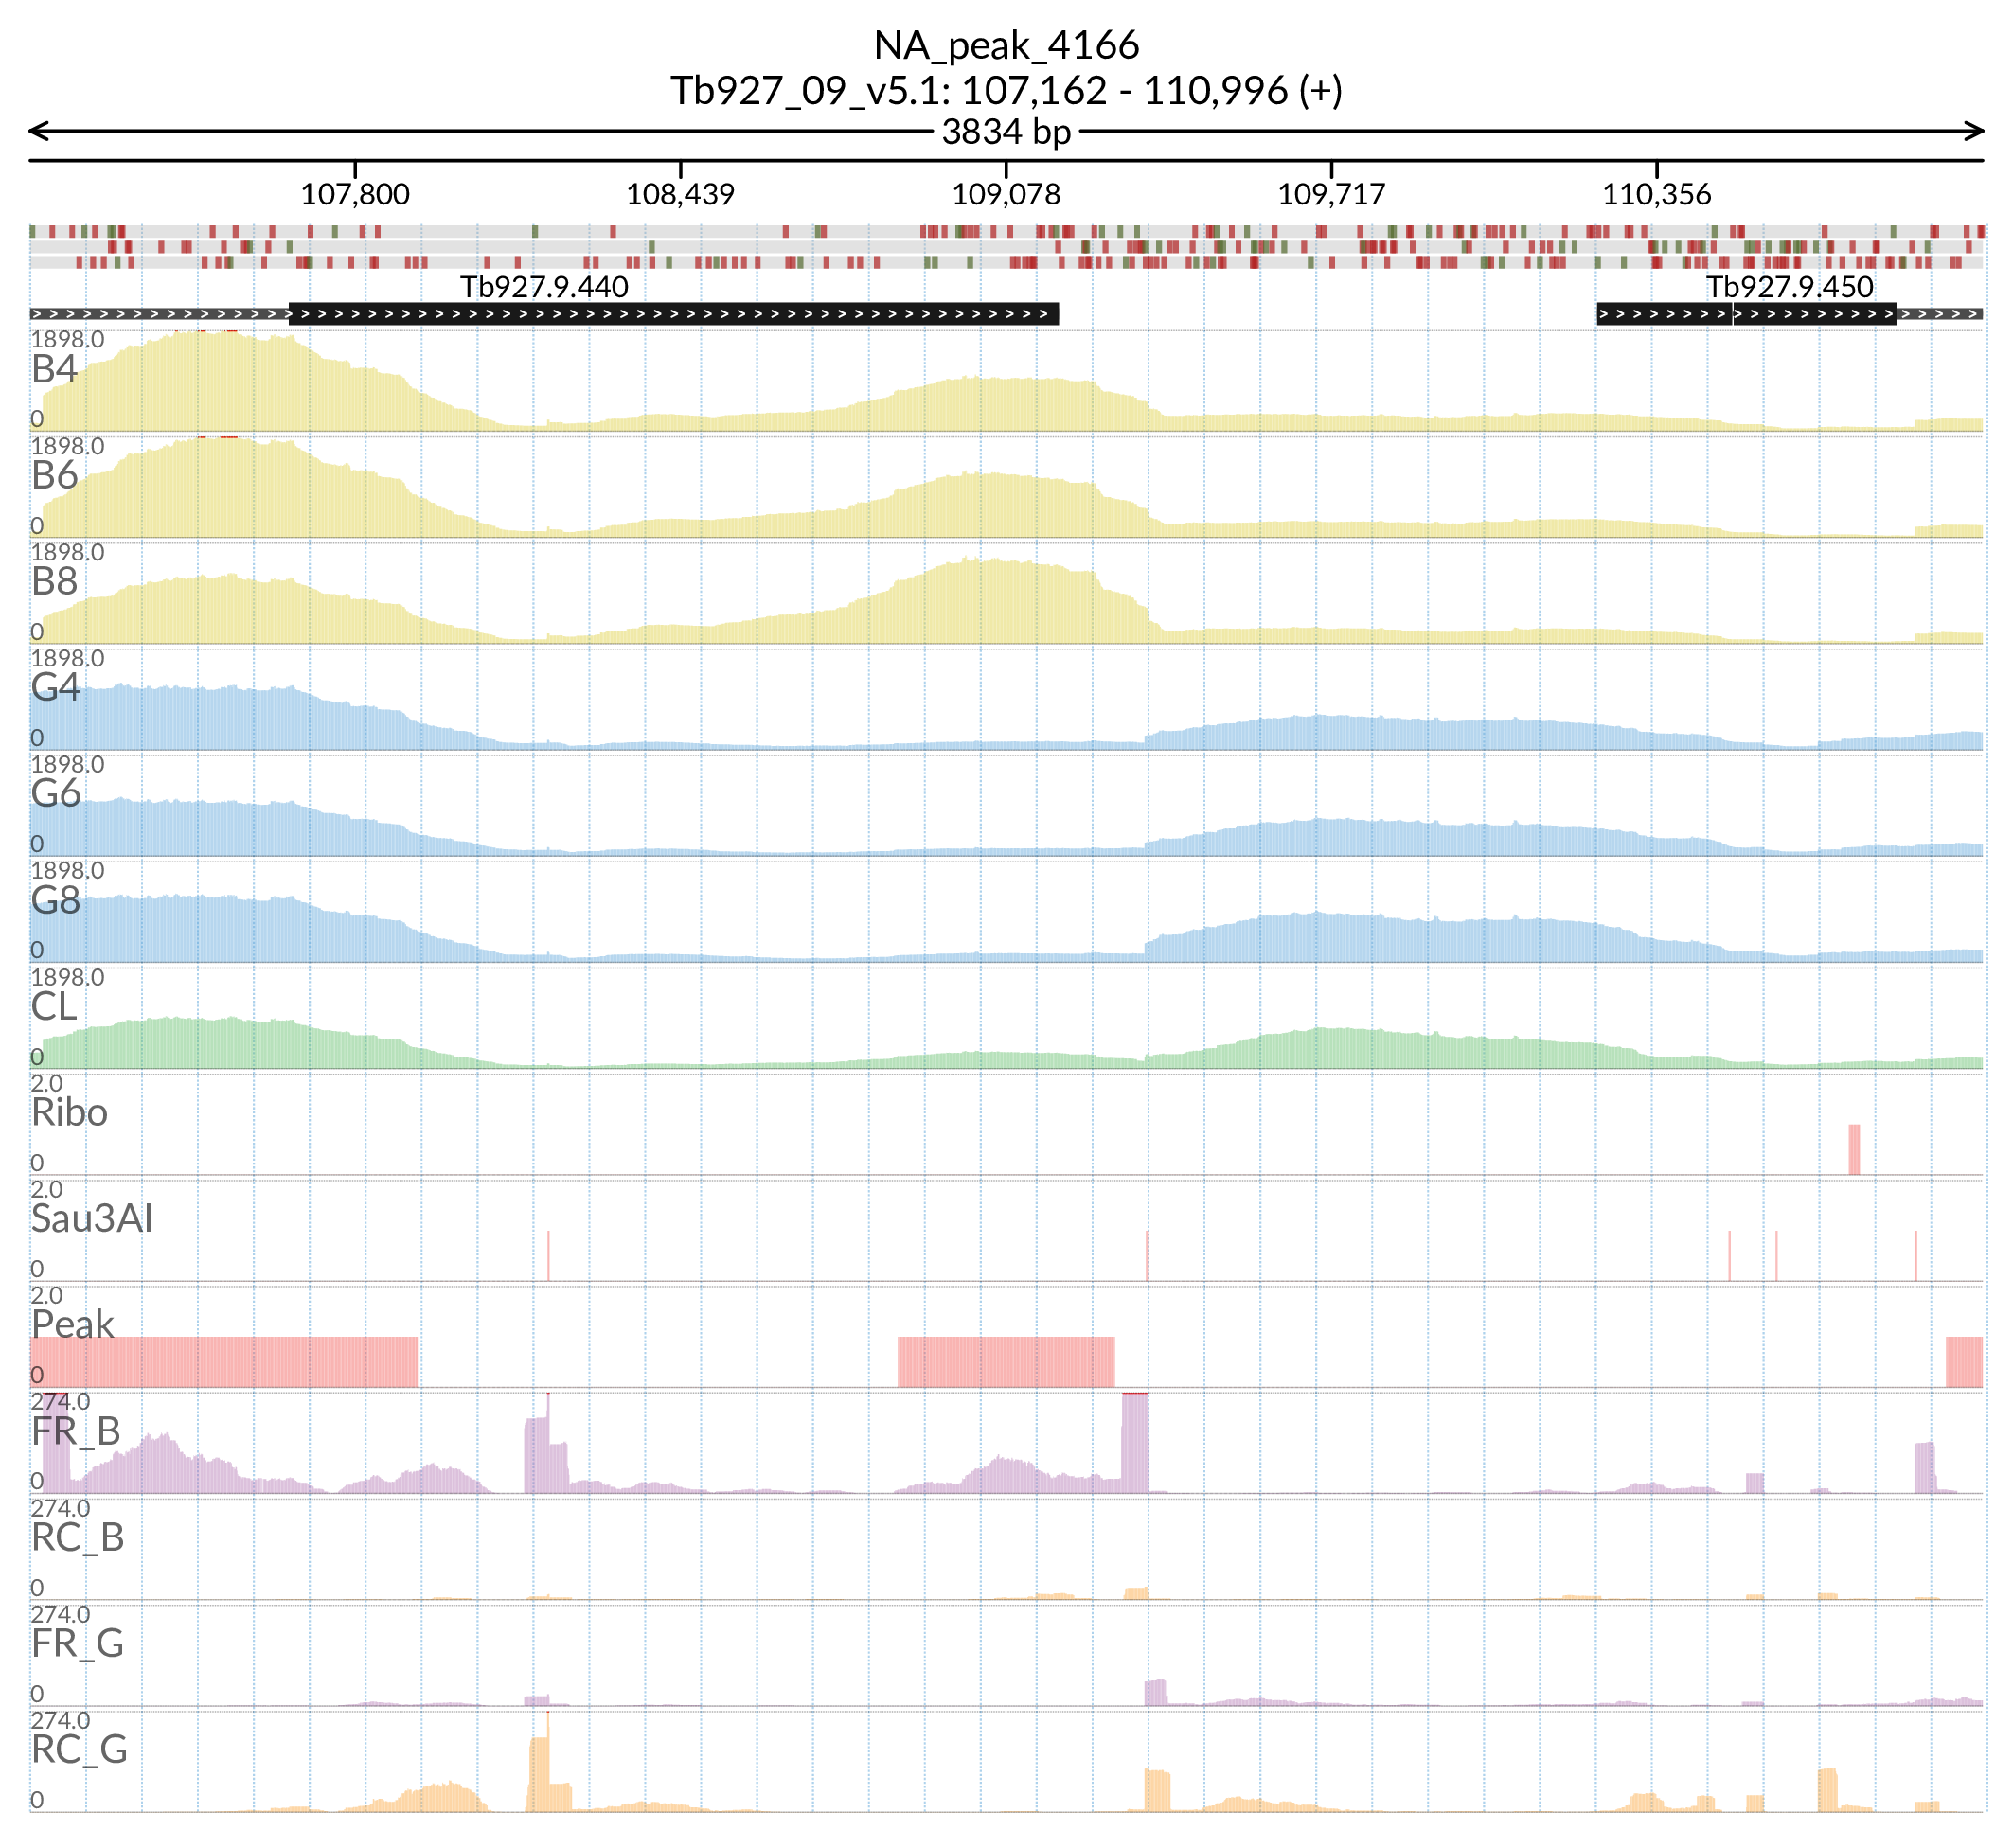 NA_peak_4166
Tb927_09_v5.1: 107,162 - 110,996 (+)
3834 bp
107,800 108,439 109,078 109,717 110,356
Tb927.9.440 Tb927.9.450
1898.0
B4
0
1898.0
B6
0
1898.0
B8
0
1898.0
G4
0
1898.0
G6
0
1898.0
G8
0
1898.0
CL
0
2.0
Ribo
0
2.0
Sau3AI
0
2.0
Peak
0
274.0
FR_B
0
274.0
RC_B
0
274.0
FR_G
0
274.0
RC_G
0